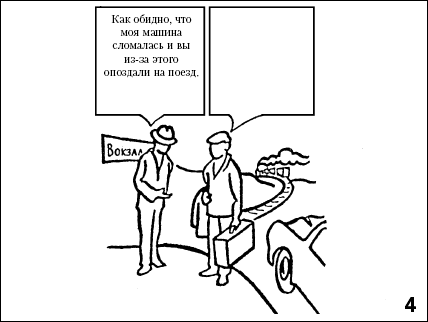 Как обидно, что
моя машина
сломалась и вы
из-за этого
опоздали на поезд.
Вокзал
4